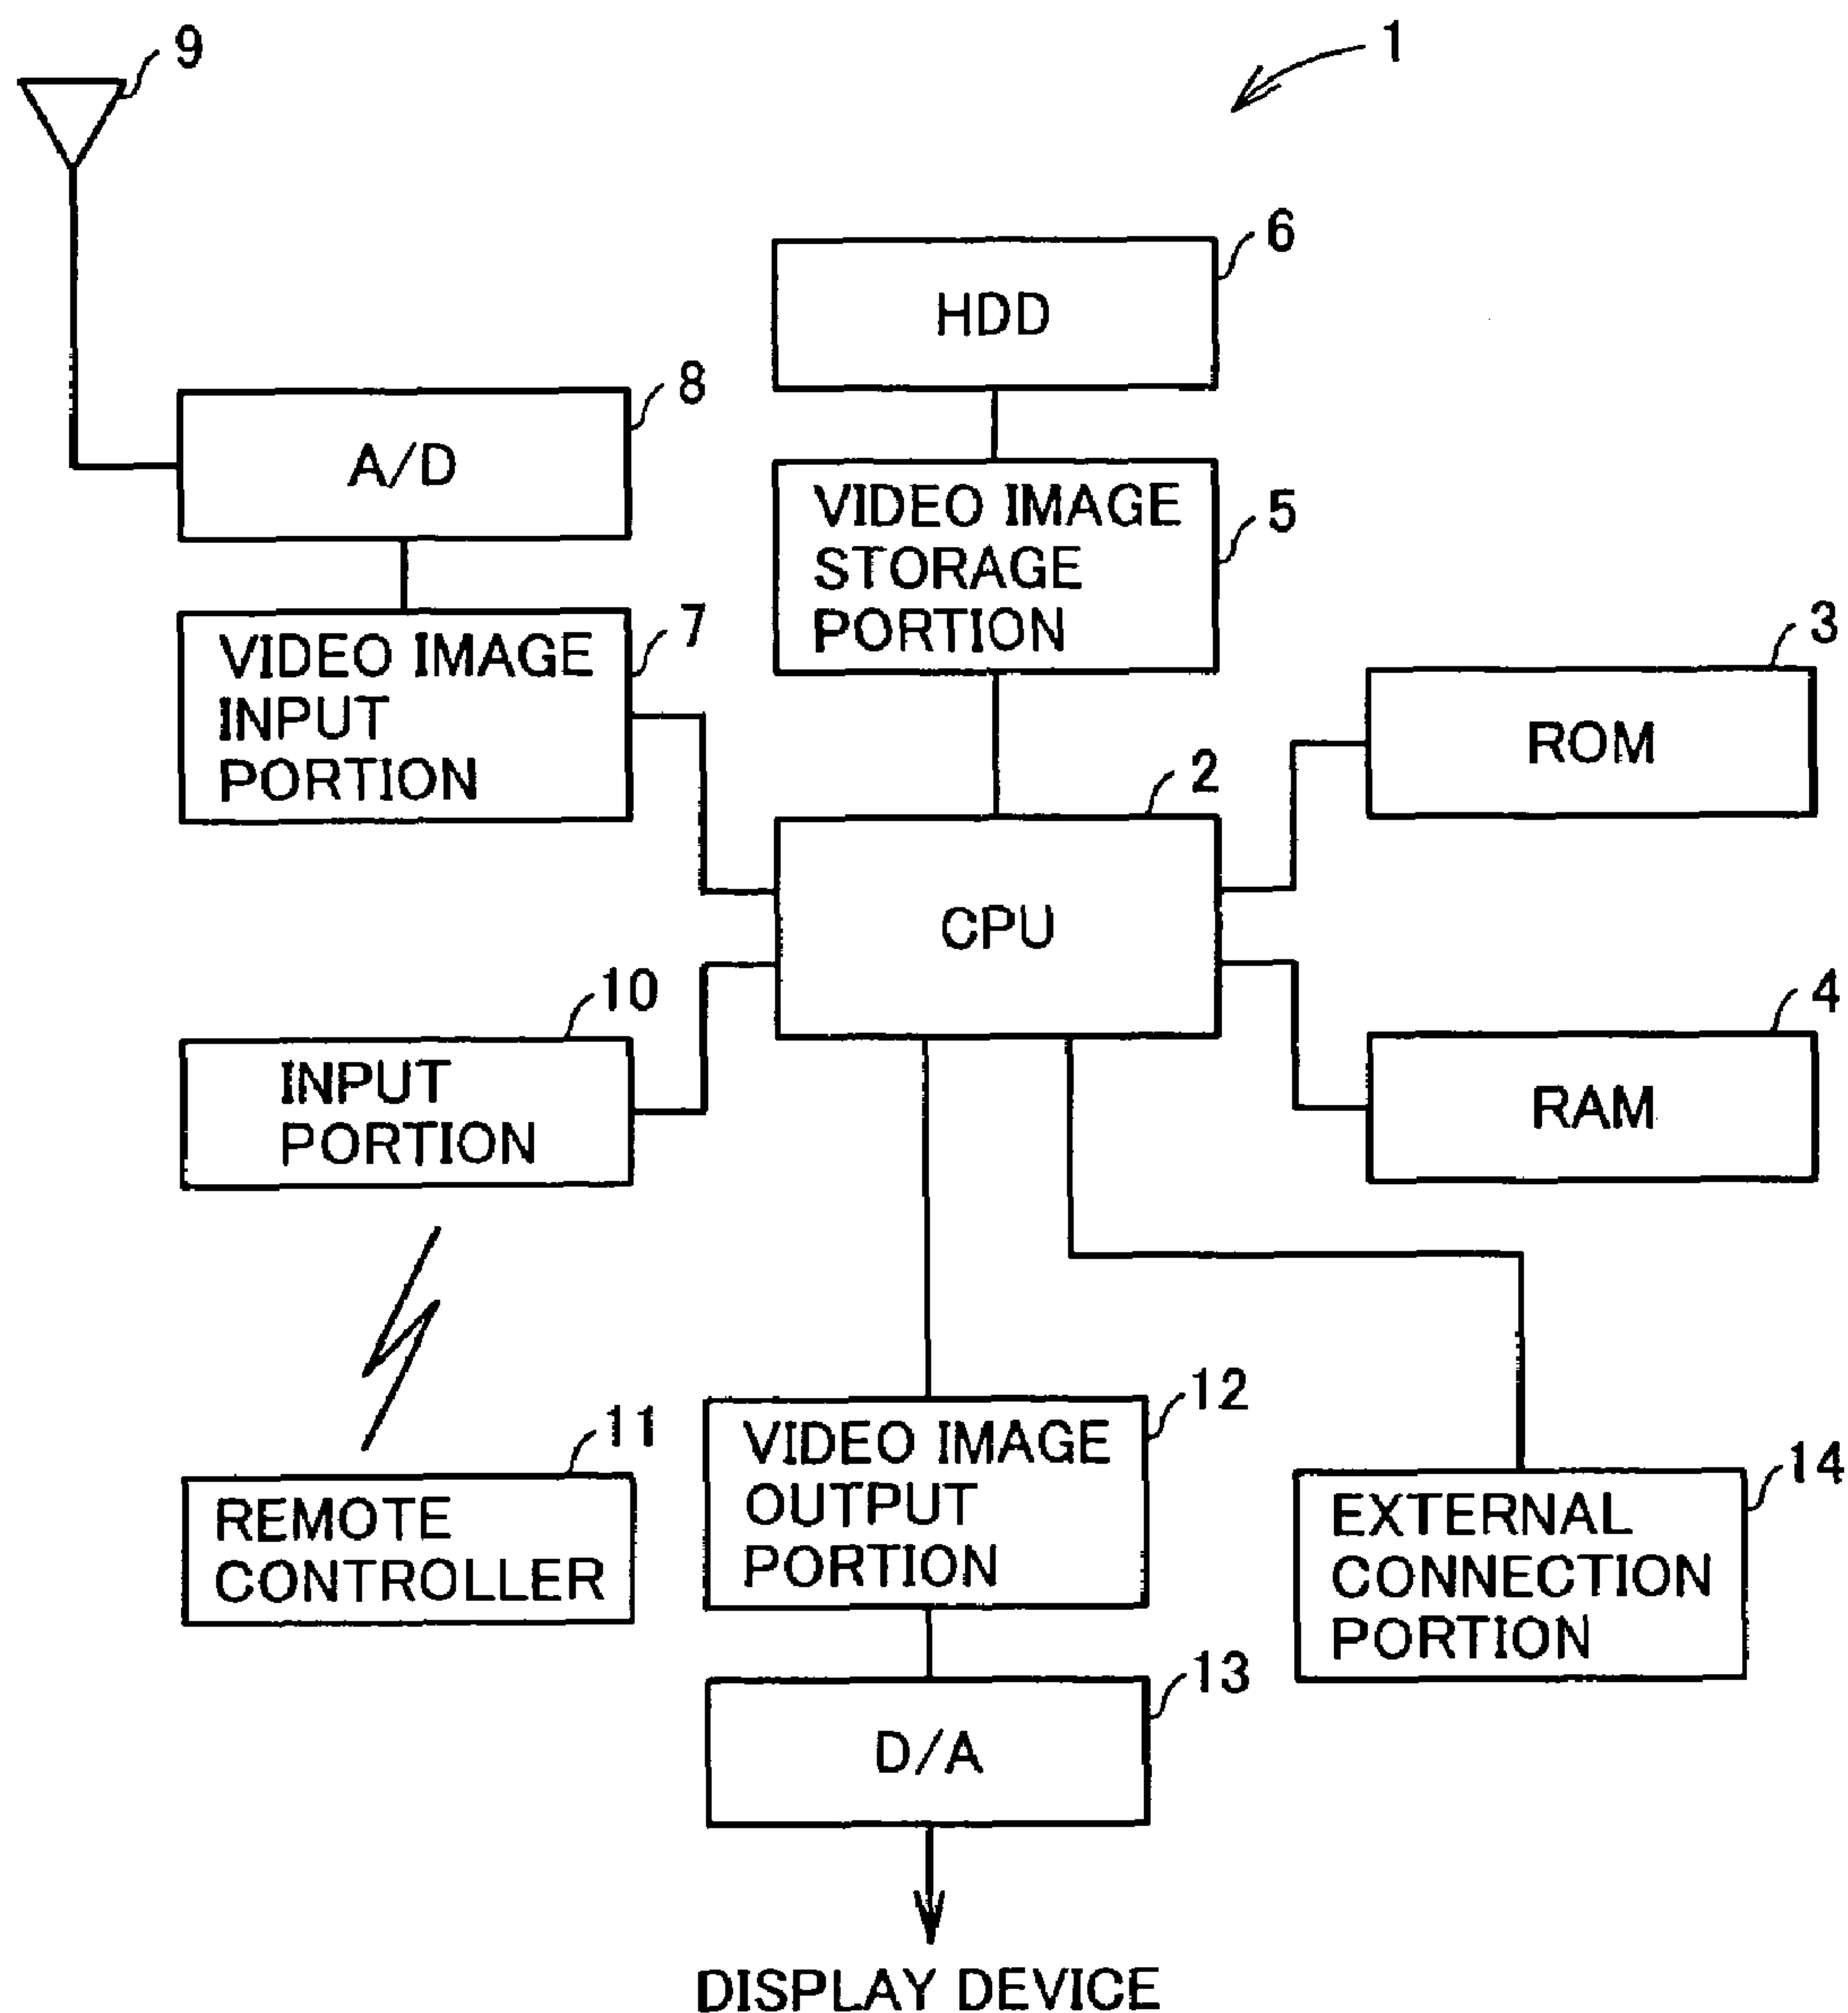 9
1
6
HDD
8
A/D
VIDEO IMAGE
STORAGE
PORTION
5
7
VIDEO IMAGE
INPUT
PORTION
3
ROM
2
CPU
10
INPUT
PORTION
4
RAM
11
REMOTE
CONTROLLER
12
VIDEO IMAGE
OUTPUT
PORTION
14
EXTERNAL
CONNECTION
PORTION
13
D/A
DISPLAY DEVICE